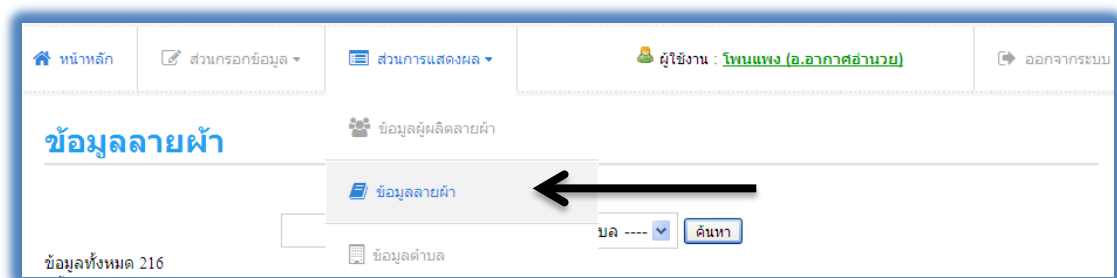 หน้าหลัก
ส่วนกรอกข้อมูล
ส่วนการแสดงผล
ผู้ใช้งาน : โพนแพง (อ.อากาศอำนวย)
ออกจากระบบ
ข้อมูลลายผ้า
ข้อมูลผู้ผลิตลายผ้า
ข้อมูลลายผ้า
บล ---- ค้นหา
ข้อมูลตำบล
ข้อมูลทั้งหมด 216